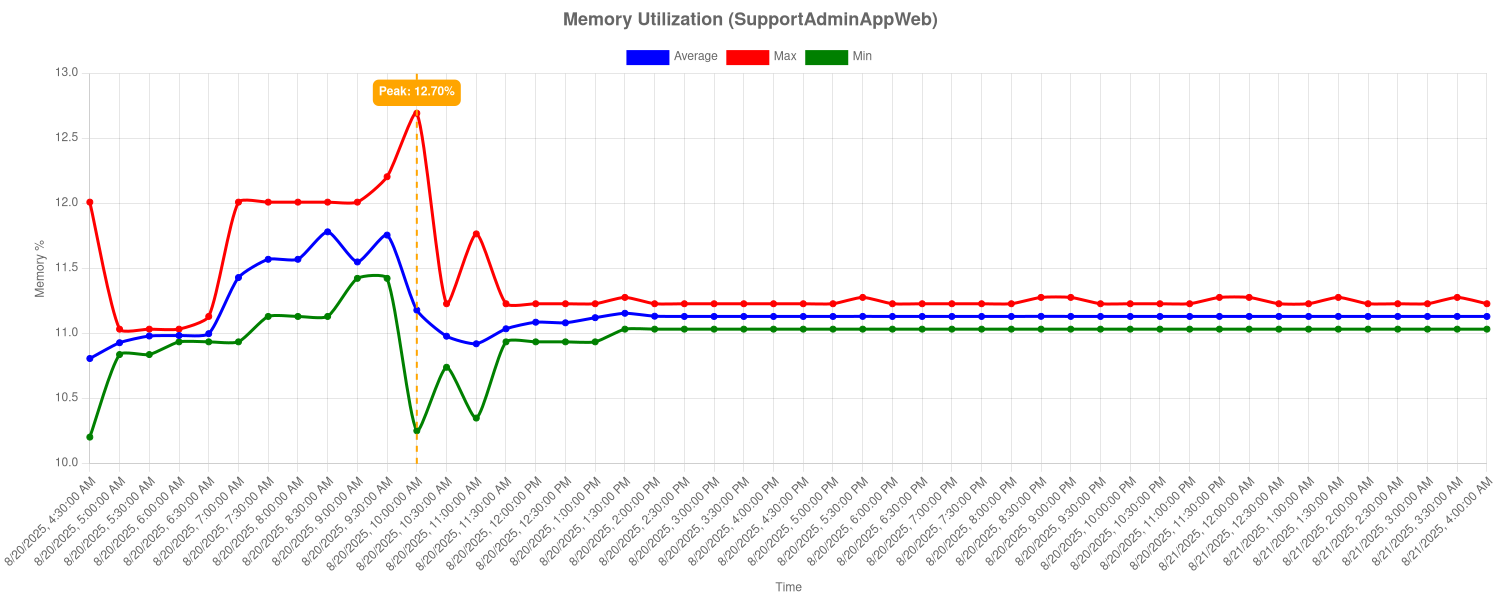 Memory Utilization (SupportAdminAppWeb)
Average Max Min
13.0
Peak: 12.70%
12.5
12.0
11.5
11.0
10.5
10.0
Memory %
8/20/2025, 4:30:00 AM
8/20/2025, 5:00:00 AM
8/20/2025, 5:30:00 AM
8/20/2025, 6:00:00 AM
8/20/2025, 6:30:00 AM
8/20/2025, 7:00:00 AM
8/20/2025, 7:30:00 AM
8/20/2025, 8:00:00 AM
8/20/2025, 8:30:00 AM
8/20/2025, 9:00:00 AM
8/20/2025, 9:30:00 AM
8/20/2025, 10:00:00 AM
8/20/2025, 10:30:00 AM
8/20/2025, 11:00:00 AM
8/20/2025, 11:30:00 AM
8/20/2025, 12:00:00 PM
8/20/2025, 12:30:00 PM
8/20/2025, 1:00:00 PM
8/20/2025, 1:30:00 PM
8/20/2025, 2:00:00 PM
8/20/2025, 2:30:00 PM
8/20/2025, 3:00:00 PM
8/20/2025, 3:30:00 PM
8/20/2025, 4:00:00 PM
8/20/2025, 4:30:00 PM
8/20/2025, 5:00:00 PM
8/20/2025, 5:30:00 PM
8/20/2025, 6:00:00 PM
8/20/2025, 6:30:00 PM
8/20/2025, 7:00:00 PM
8/20/2025, 7:30:00 PM
8/20/2025, 8:00:00 PM
8/20/2025, 8:30:00 PM
8/20/2025, 9:00:00 PM
8/20/2025, 9:30:00 PM
8/20/2025, 10:00:00 PM
8/20/2025, 10:30:00 PM
8/20/2025, 11:00:00 PM
8/20/2025, 11:30:00 PM
8/21/2025, 12:00:00 AM
8/21/2025, 12:30:00 AM
8/21/2025, 1:00:00 AM
8/21/2025, 1:30:00 AM
8/21/2025, 2:00:00 AM
8/21/2025, 2:30:00 AM
8/21/2025, 3:00:00 AM
8/21/2025, 3:30:00 AM
8/21/2025, 4:00:00 AM
Time